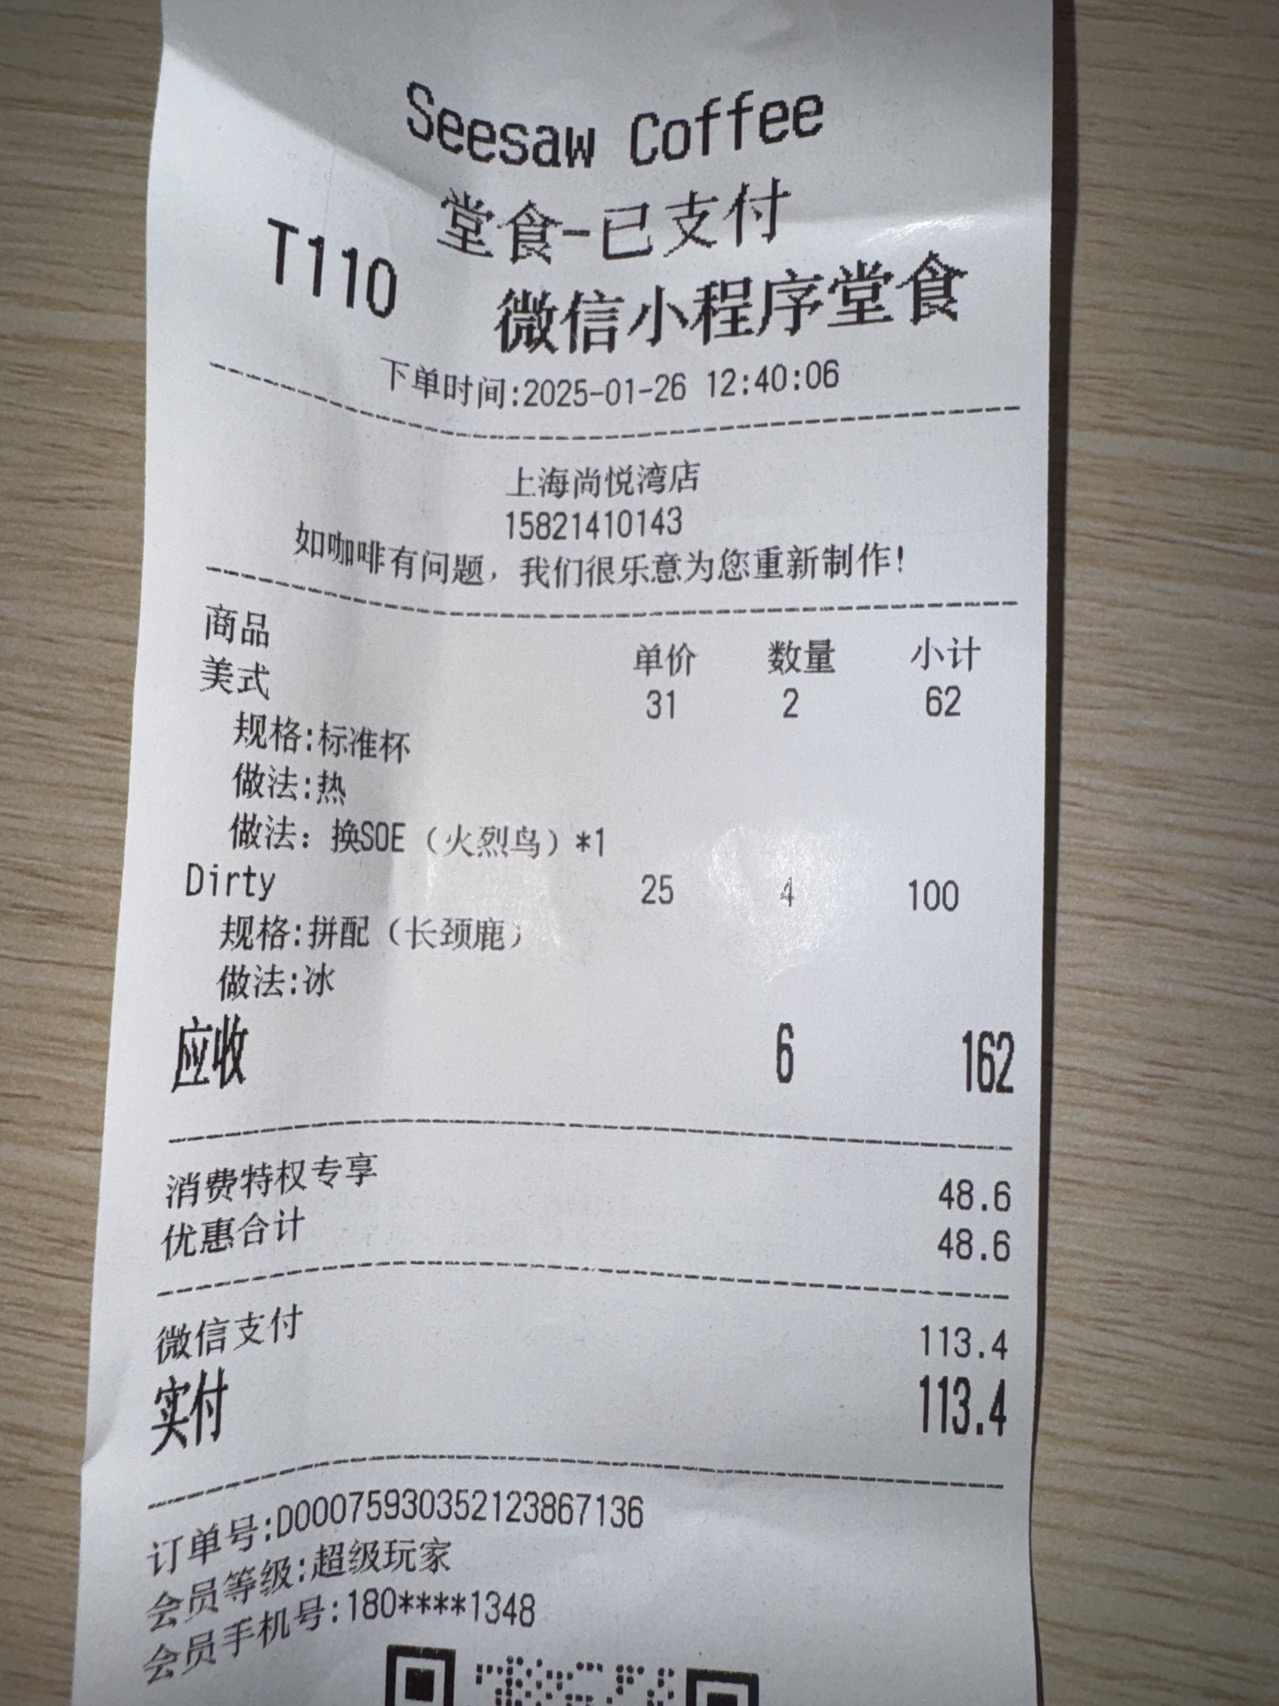 Seesaw Coffee
堂食-已支付
T110 微信小程序堂食
下单时间:2025-01-26 12:40:06
上海尚悦湾店
15821410143
如咖啡有问题，我们很乐意为您重新制作!
商品 单价 数量 小计
美式 31 2 62
规格:标准杯
做法:热
做法：换SOE（火烈鸟）*1
Dirty 25 4 100
规格:拼配（长颈鹿）
做法:冰
应收 6 162
消费特权专享 48.6
优惠合计 48.6
微信支付 113.4
实付 113.4
订单号:D00075930352123867136
会员等级:超级玩家
会员手机号:180****1348